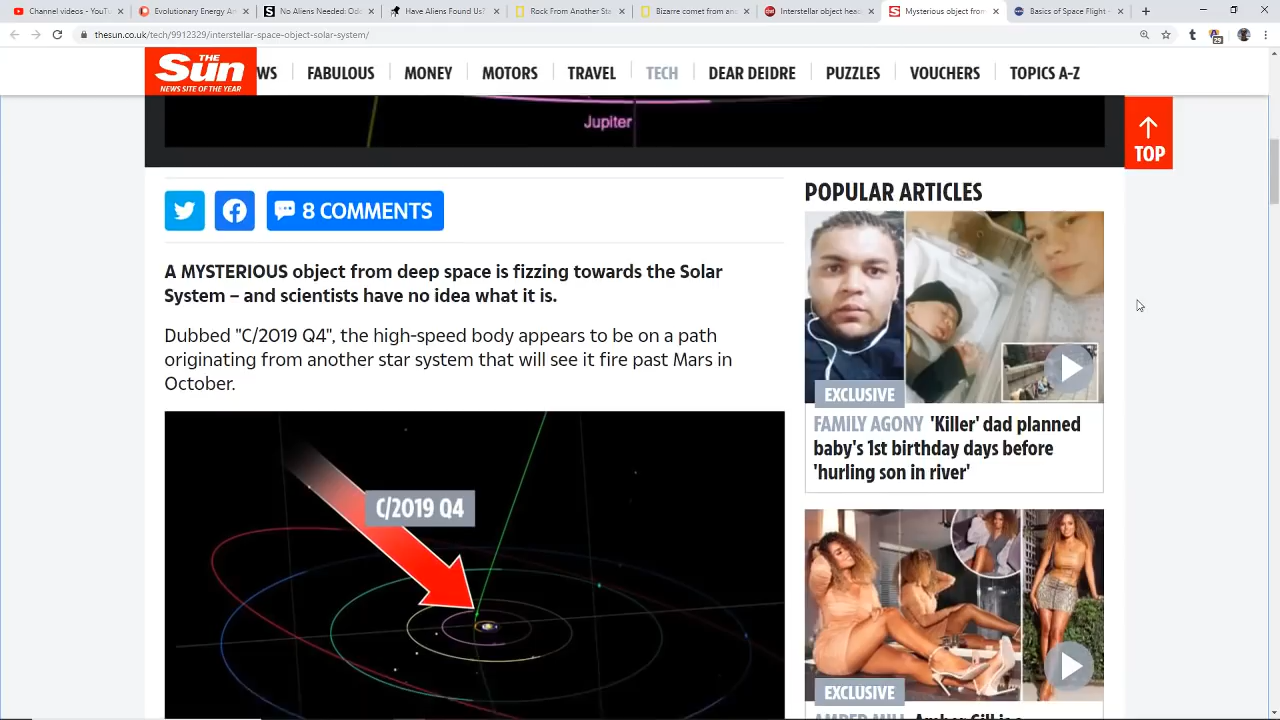 Channel videos - YouT
Evolutionary Energy Ar
No Aliens Needed: Odd
Have Aliens Found Us?
Rock From Another Sta
Bizarre comet from an
Interstellar object
Mysterious object from
Basics of Space Flight -
thesun.co.uk/tech/9912329/interstellar-space-object-solar-system/
THE
Sun
NEWS SITE OF THE YEAR
WS
FABULOUS
MONEY
MOTORS
TRAVEL
TECH
DEAR DEIDRE
PUZZLES
VOUCHERS
TOPICS A-Z
Jupiter
TOP
8 COMMENTS
A MYSTERIOUS object from deep space is fizzing towards the Solar
System – and scientists have no idea what it is.
Dubbed "C/2019 Q4", the high-speed body appears to be on a path
originating from another star system that will see it fire past Mars in
October.
C/2019 Q4
POPULAR ARTICLES
EXCLUSIVE
FAMILY AGONY 'Killer' dad planned
baby's 1st birthday days before
'hurling son in river'
EXCLUSIVE